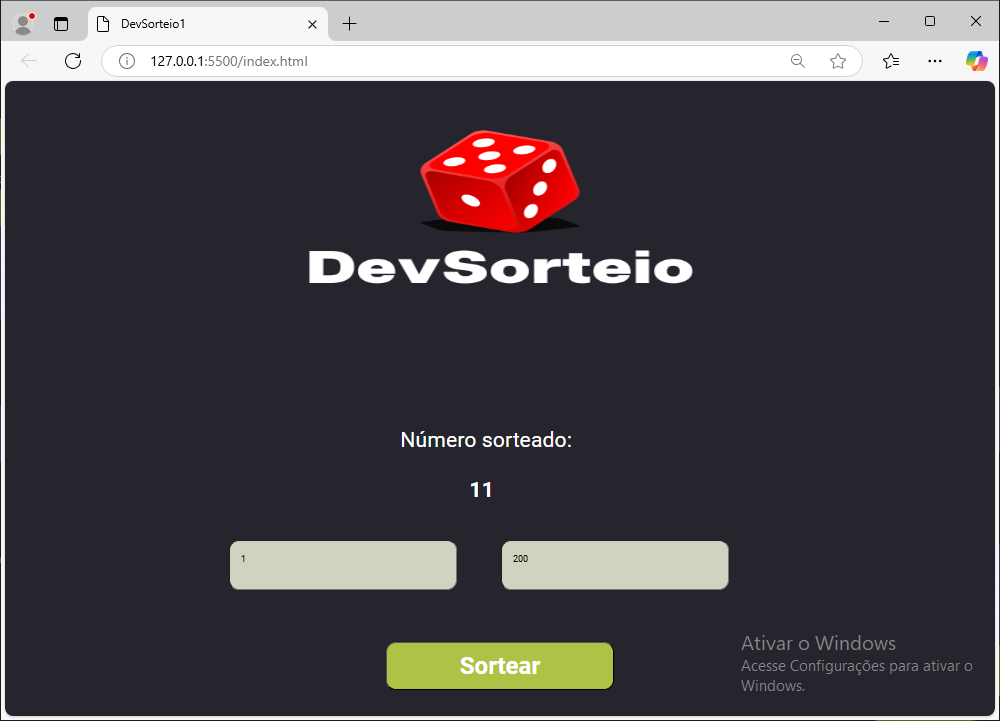 DevSorteio1
127.0.0.1:5500/index.html
DevSorteio
Número sorteado:
11
1
200
Sortear
Ativar o Windows
Acesse Configurações para ativar o
Windows.